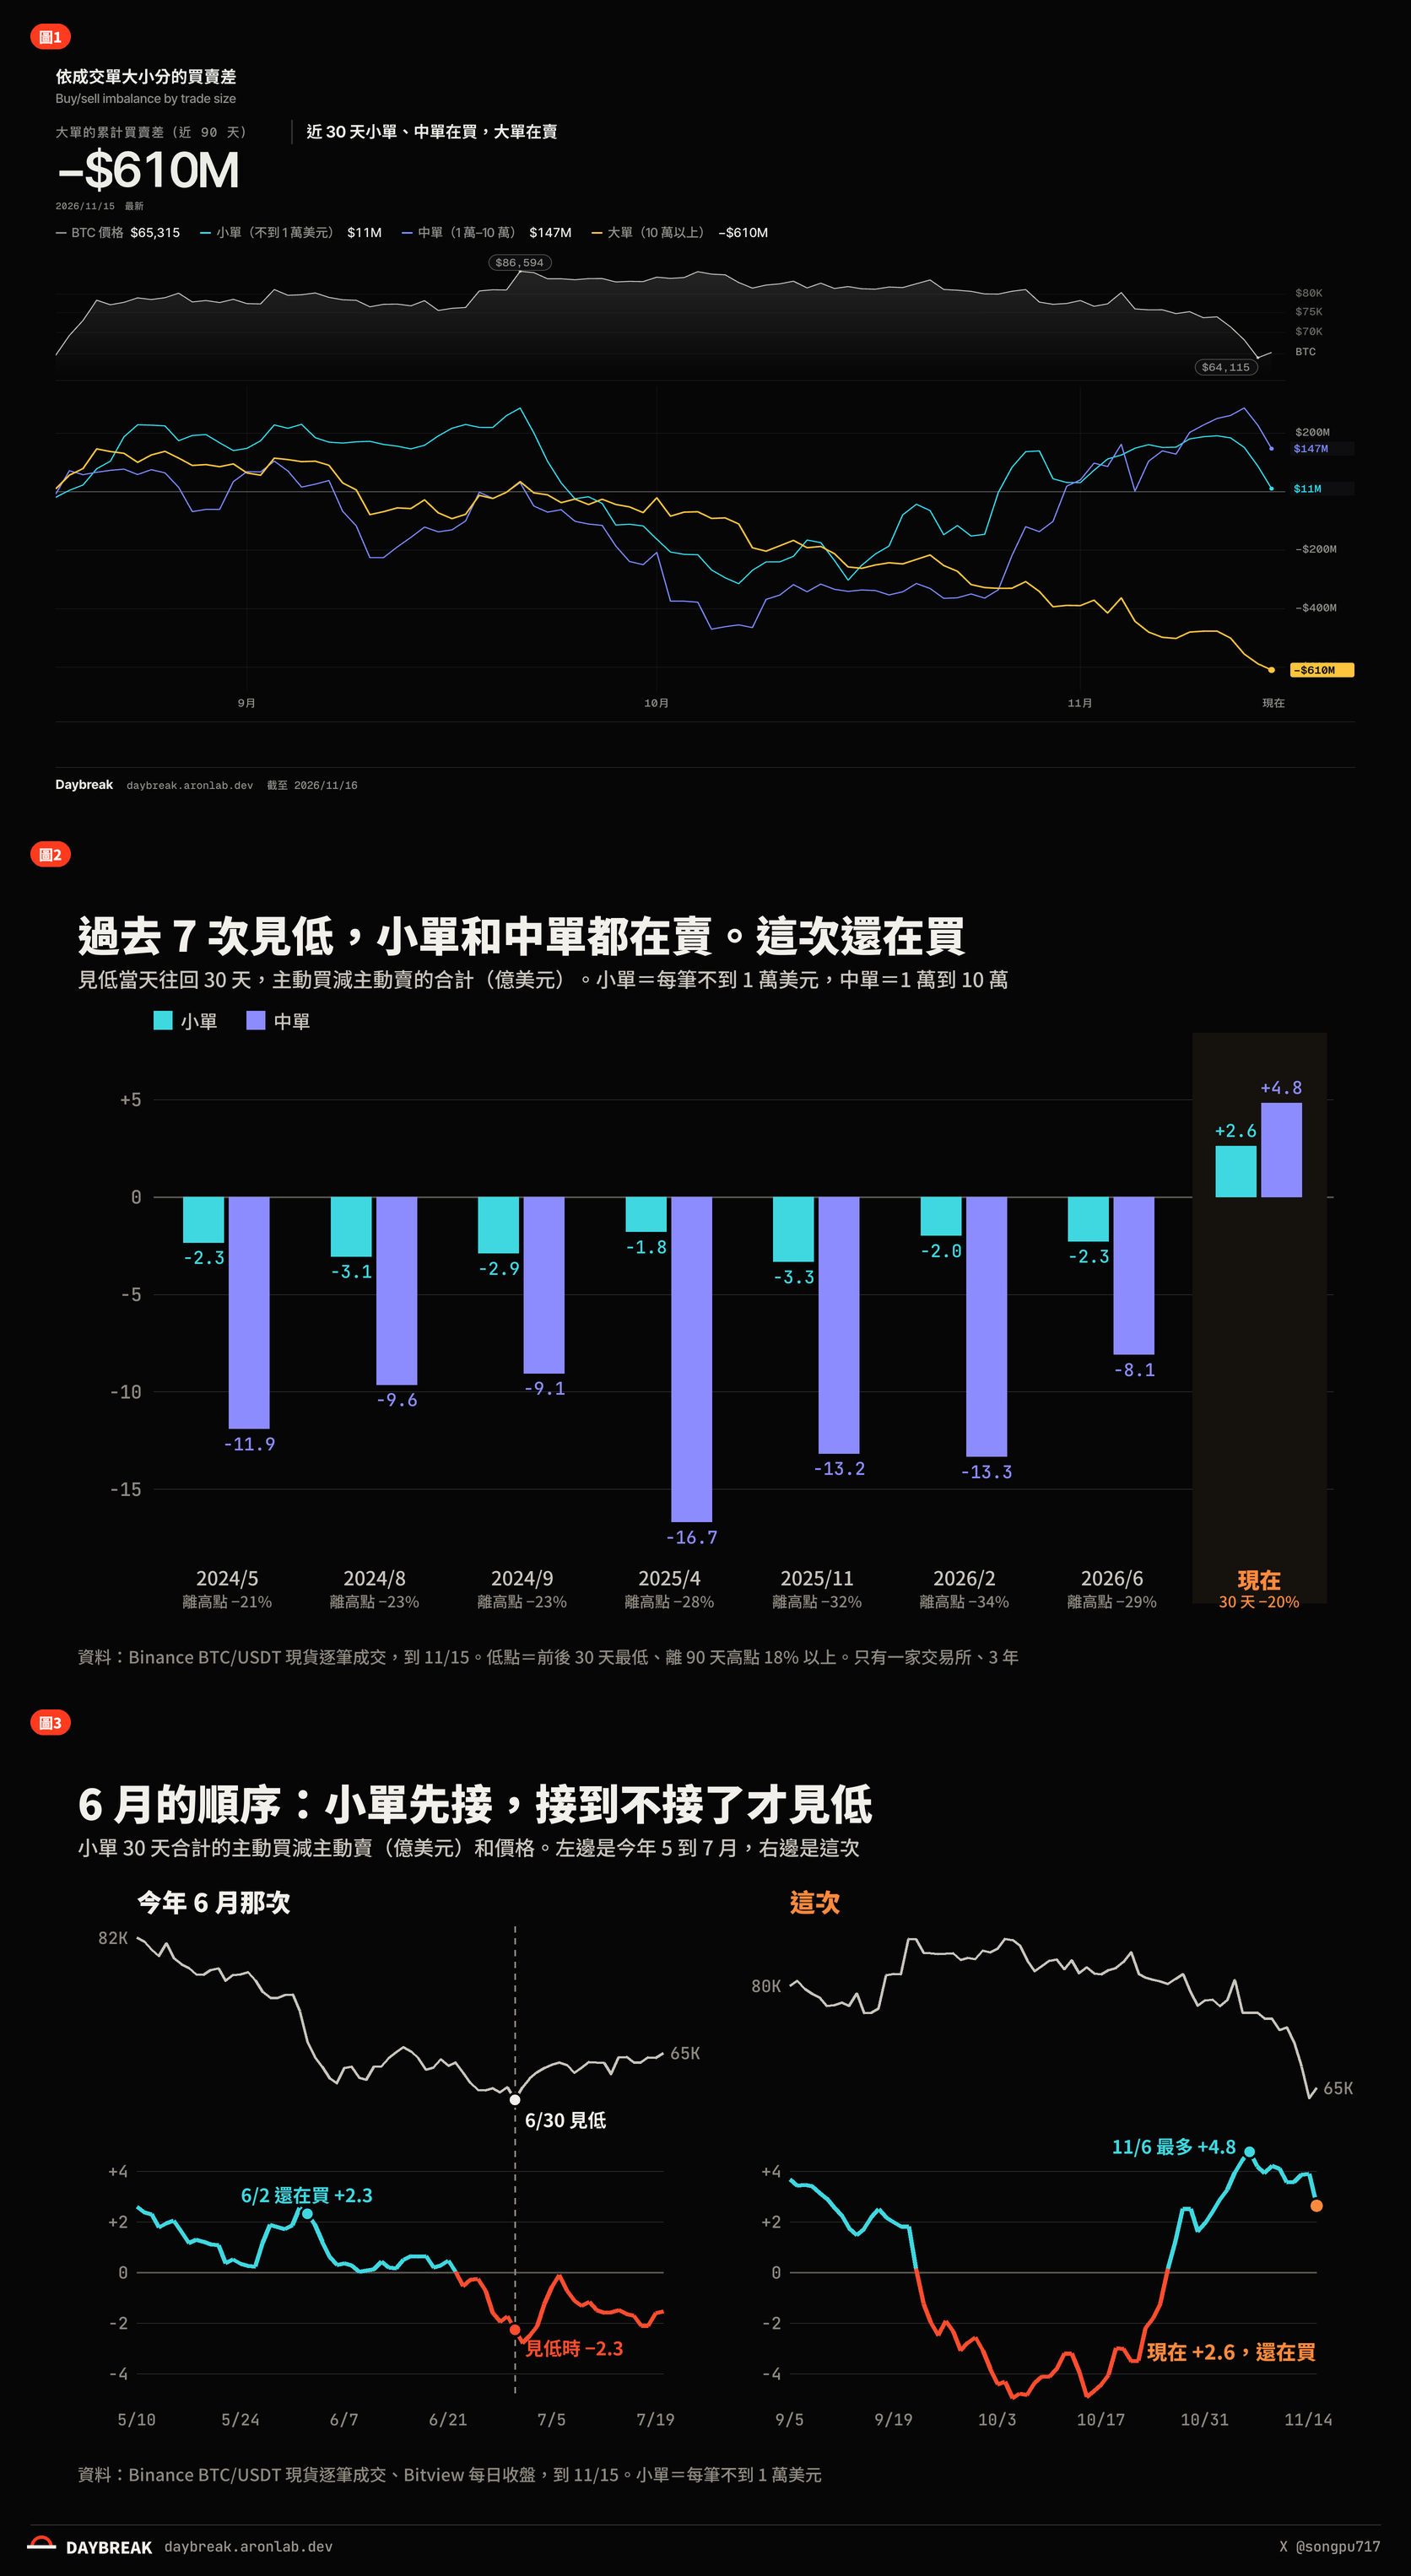 圖1
依成交單大小分的買賣差
Buy/sell imbalance by trade size
大單的累計買賣差 (近 90 天)
近 30 天小單、中單在買，大單在賣
−$610M
2026/11/15 最新
BTC 價格 $65,315 小單（不到 1 萬美元） $11M 中單（1 萬–10 萬） $147M 大單（10 萬以上） −$610M
$86,594
$80K
$75K
$70K
BTC
$64,115
$200M
$147M
$11M
−$200M
−$400M
−$610M
9月 10月 11月 現在
Daybreak daybreak.aronlab.dev 截至 2026/11/16
圖2
過去 7 次見低，小單和中單都在賣。這次還在買
見低當天往回 30 天，主動買減主動賣的合計（億美元）。小單＝每筆不到 1 萬美元，中單＝1 萬到 10 萬
小單 中單
+5
0
-5
-10
-15
-2.3 -11.9
-3.1 -9.6
-2.9 -9.1
-1.8 -16.7
-3.3 -13.2
-2.0 -13.3
-2.3 -8.1
+2.6 +4.8
2024/5 2024/8 2024/9 2025/4 2025/11 2026/2 2026/6 現在
離高點 −21% 離高點 −23% 離高點 −23% 離高點 −28% 離高點 −32% 離高點 −34% 離高點 −29% 30 天 −20%
資料：Binance BTC/USDT 現貨逐筆成交，到 11/15。低點＝前後 30 天最低、離 90 天高點 18% 以上。只有一家交易所、3 年
圖3
6 月的順序：小單先接，接到不接了才見低
小單 30 天合計的主動買減主動賣（億美元）和價格。左邊是今年 5 到 7 月，右邊是這次
今年 6 月那次
82K
65K
6/30 見低
+4
+2
0
-2
-4
6/2 還在買 +2.3
見低時 −2.3
5/10 5/24 6/7 6/21 7/5 7/19
這次
80K
65K
11/6 最多 +4.8
+4
+2
0
-2
-4
現在 +2.6，還在買
9/5 9/19 10/3 10/17 10/31 11/14
資料：Binance BTC/USDT 現貨逐筆成交、Bitview 每日收盤，到 11/15。小單＝每筆不到 1 萬美元
DAYBREAK daybreak.aronlab.dev
X @songpu717